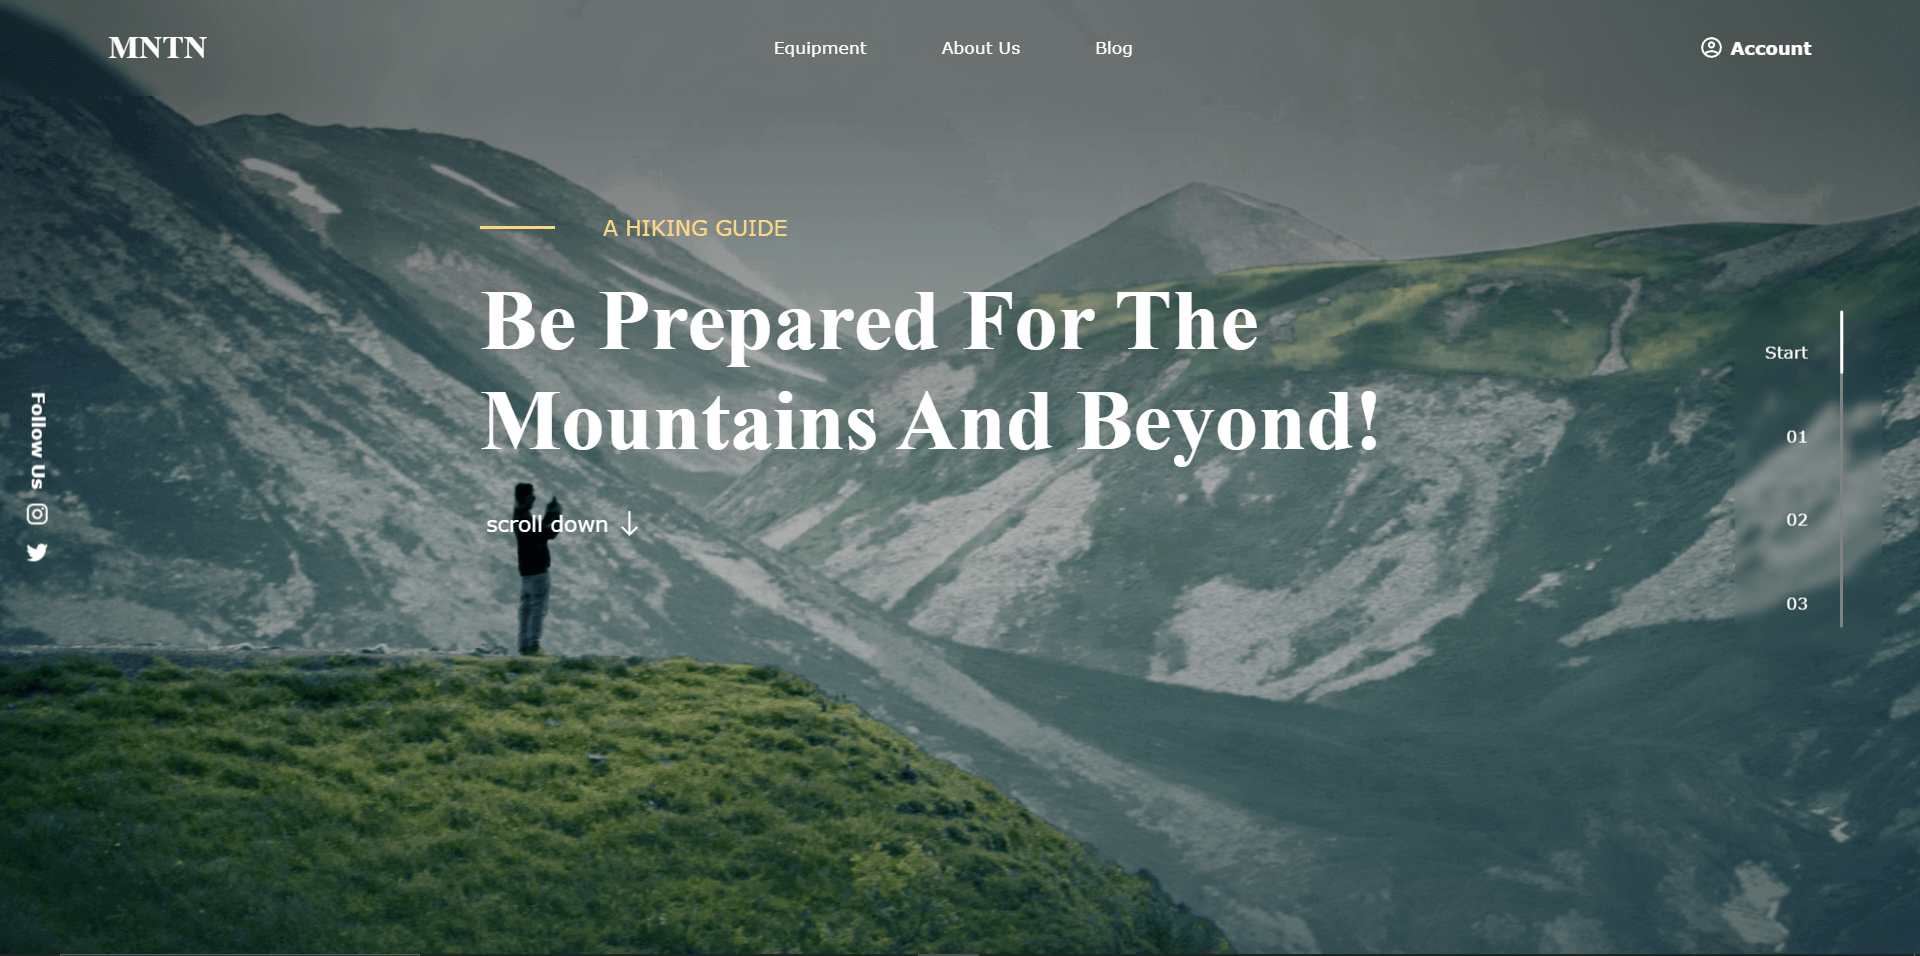 MNTN
Equipment
About Us
Blog
Account
A HIKING GUIDE
Be Prepared For The
Mountains And Beyond!
scroll down
Follow Us
Start
01
02
03